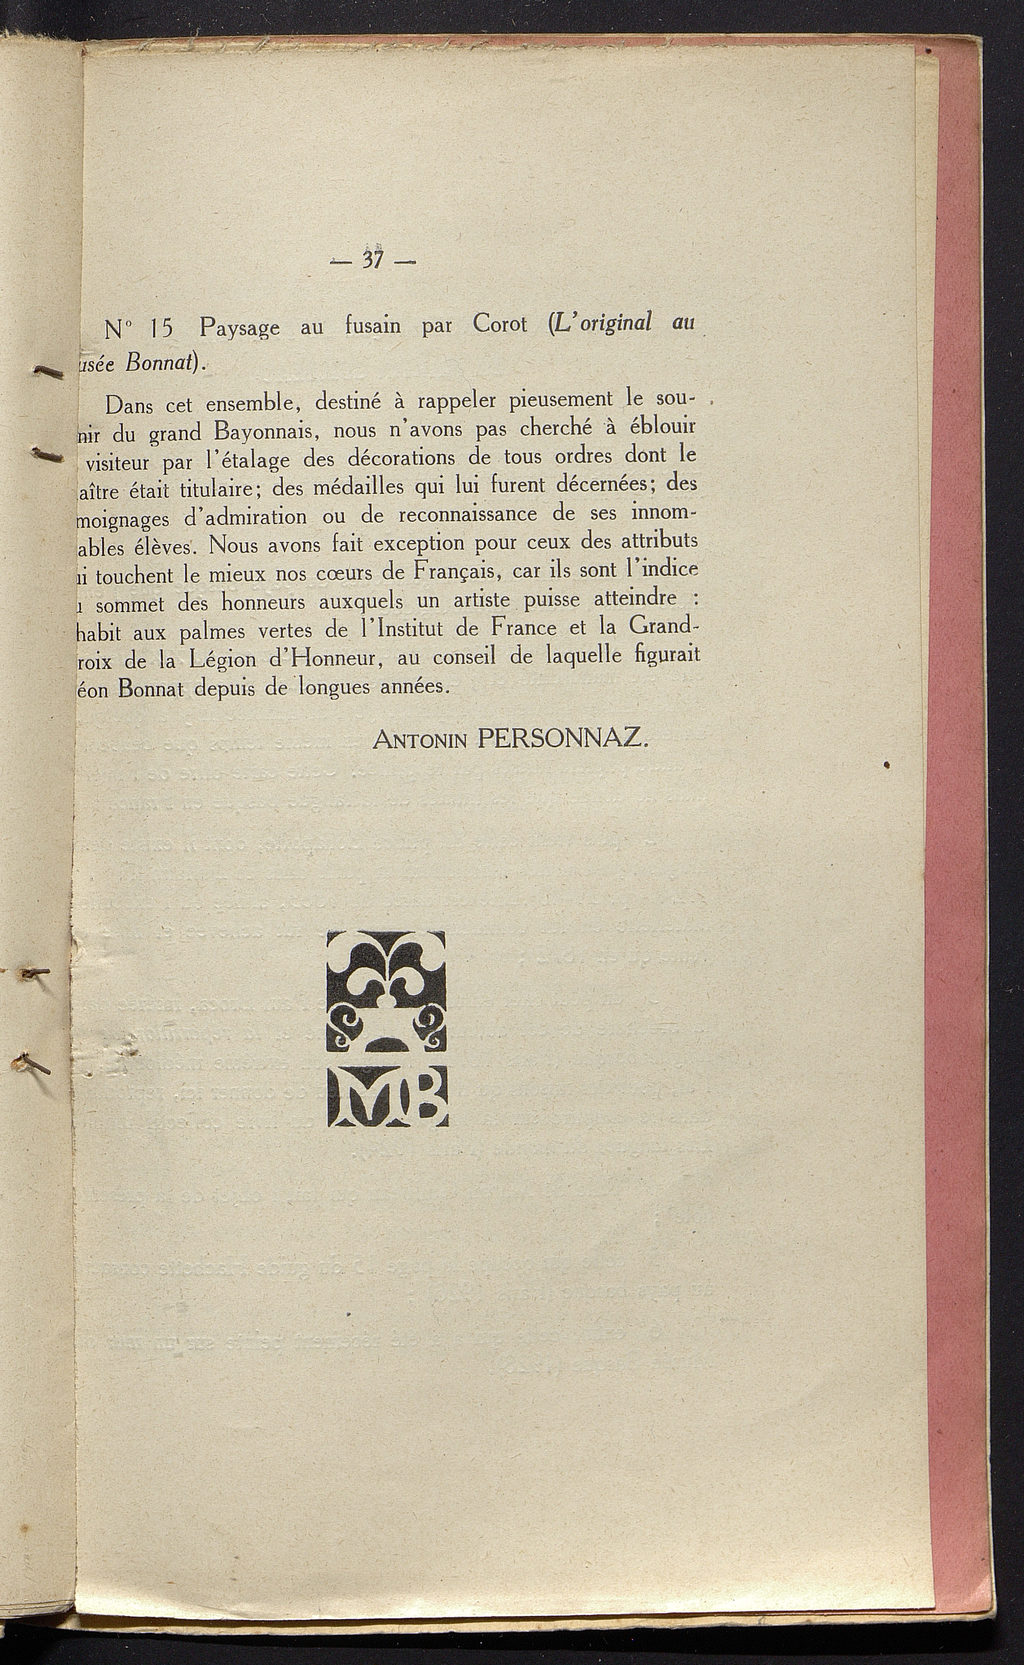 — 37 —
N° 15 Paysage au fusain par Corot (L'original au
usée Bonnat).
Dans cet ensemble, destiné à rappeler pieusement le sou-
nir du grand Bayonnais, nous n'avons pas cherché à éblouir
visiteur par l'étalage des décorations de tous ordres dont le
aître était titulaire; des médailles qui lui furent décernées; des
moignages d'admiration ou de reconnaissance de ses innom-
ables élèves. Nous avons fait exception pour ceux des attributs
ui touchent le mieux nos cœurs de Français, car ils sont l'indice
sommet des honneurs auxquels un artiste puisse atteindre :
habit aux palmes vertes de l'Institut de France et la Grand-
roix de la Légion d'Honneur, au conseil de laquelle figurait
éon Bonnat depuis de longues années.
ANTONIN PERSONNAZ.
MB